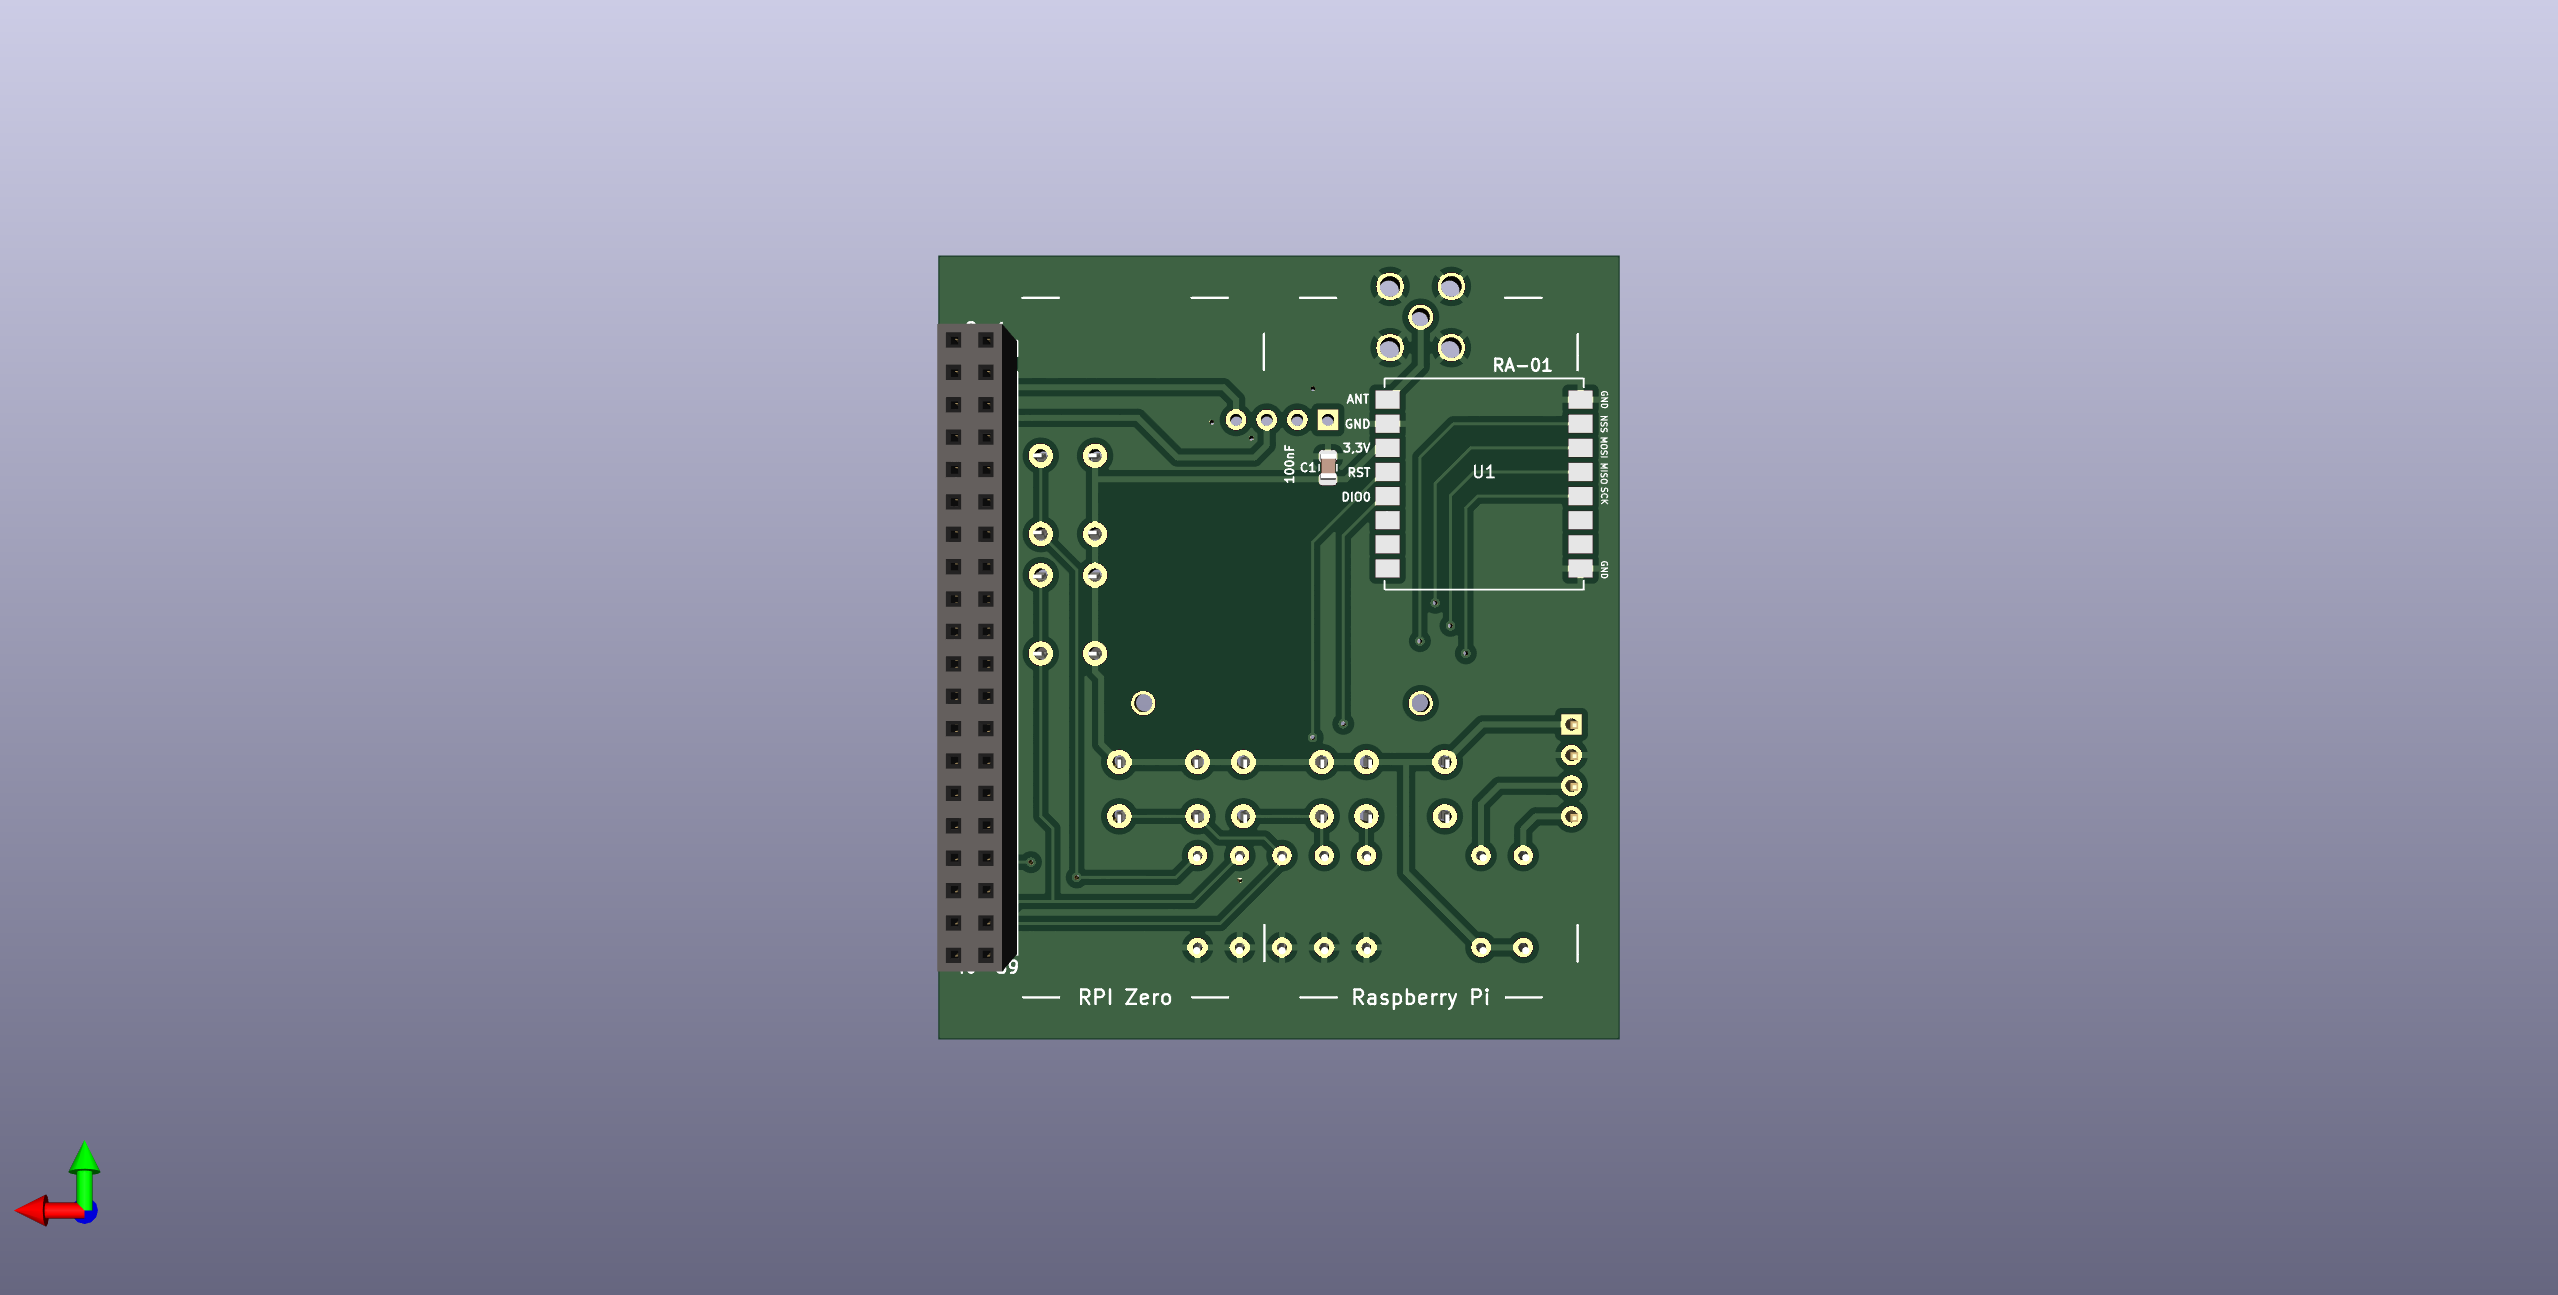 RA-01
ANT
GND
3,3V
RST
DIO0
100nF
C1
U1
GND
NSS
MOSI
MISO
SCK
GND
39
RPI Zero
Raspberry Pi